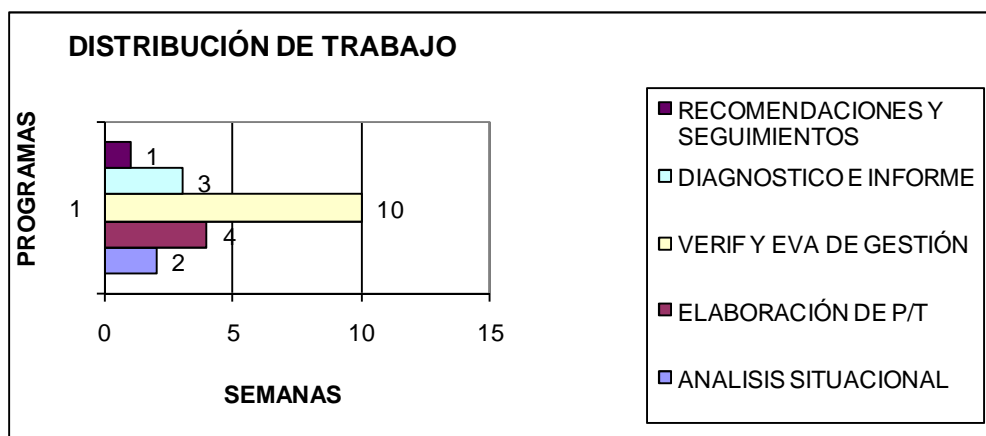 DISTRIBUCIÓN DE TRABAJO
PROGRAMAS
1
1
3
10
4
2
0 5 10 15
SEMANAS
RECOMENDACIONES Y
SEGUIMIENTOS
DIAGNOSTICO E INFORME
VERIF Y EVA DE GESTIÓN
ELABORACIÓN DE P/T
ANALISIS SITUACIONAL